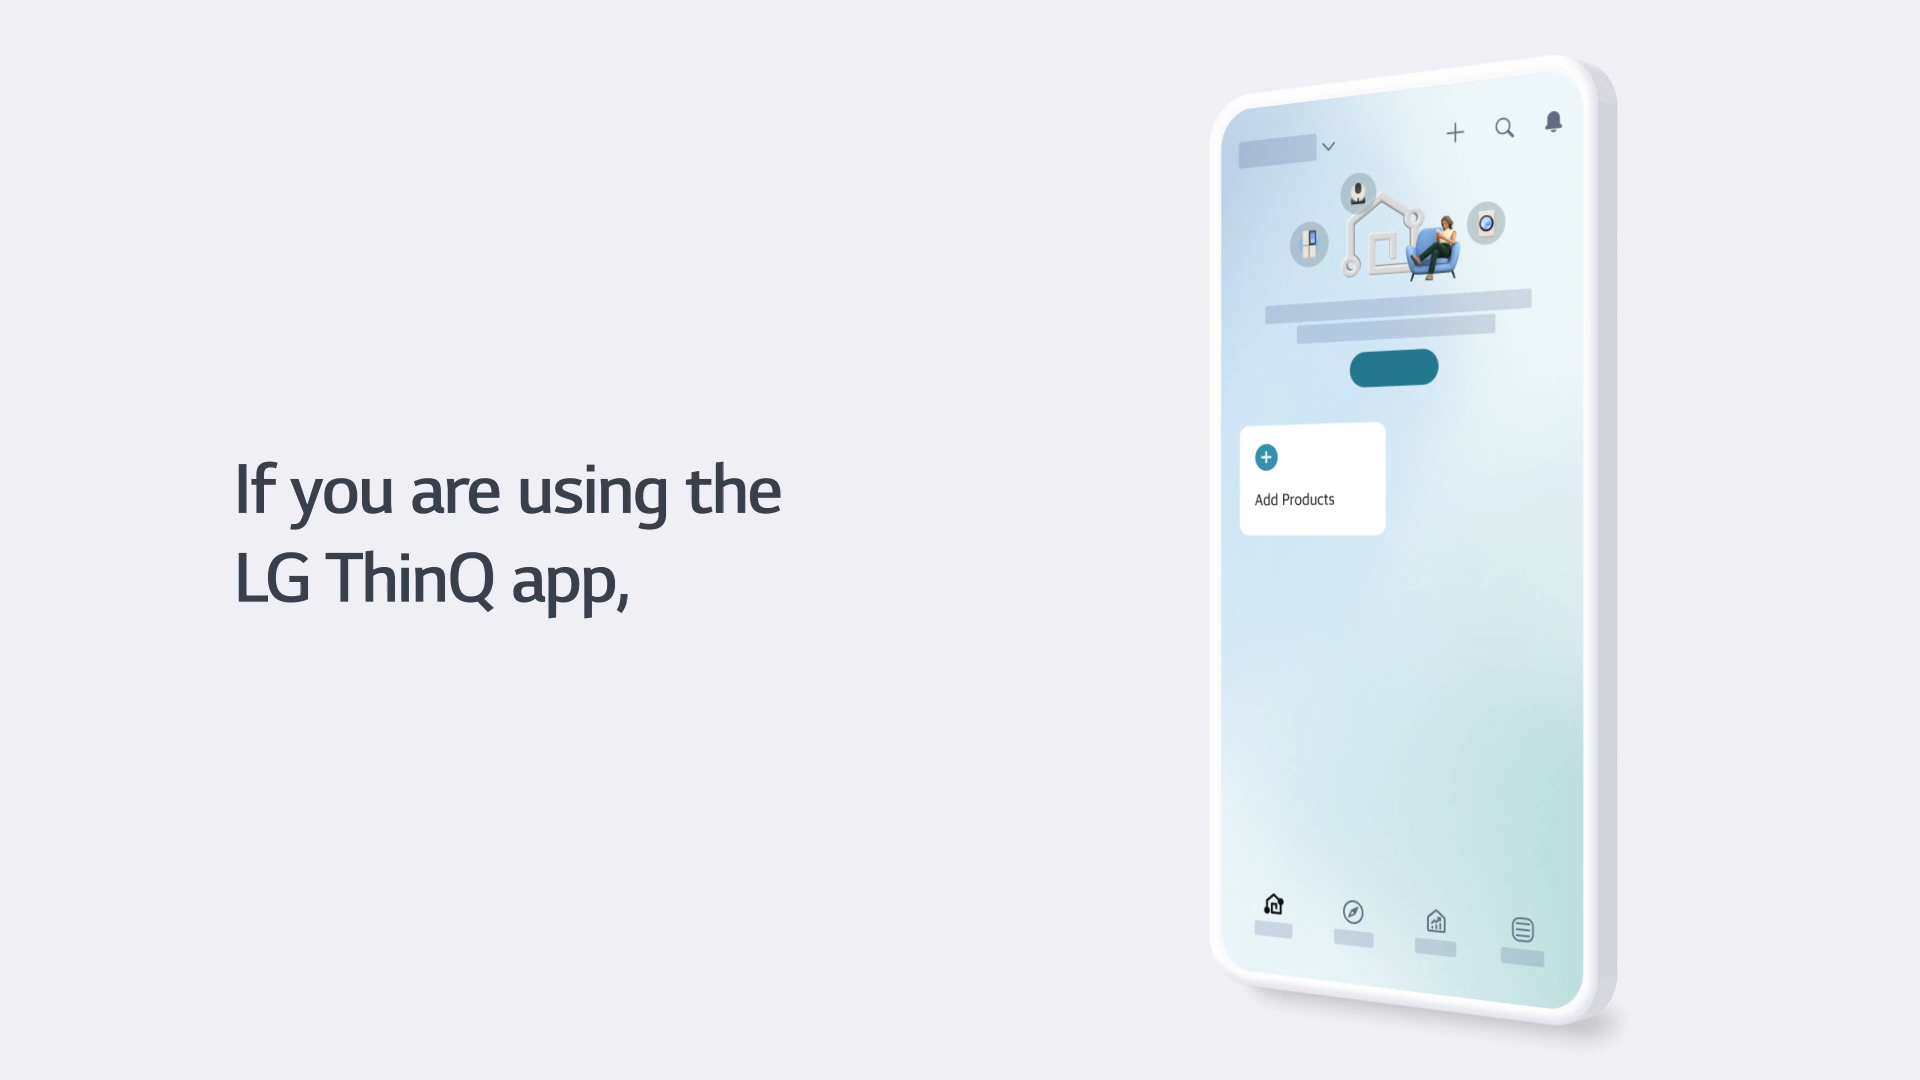 If you are using the
LG ThinQ app,
Add Products